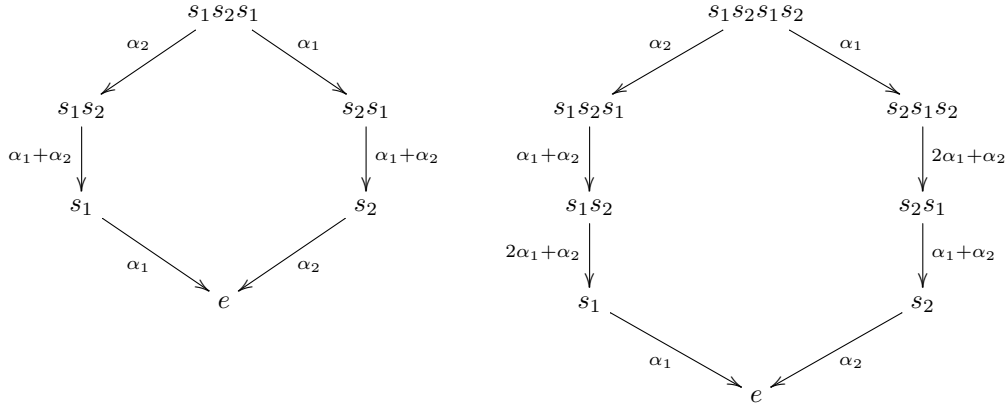 s₁s₂s₁
α₂ α₁
s₁s₂ s₂s₁
α₁+α₂ α₁+α₂
s₁ s₂
α₁ α₂
e
s₁s₂s₁s₂
α₂ α₁
s₁s₂s₁ s₂s₁s₂
α₁+α₂ 2α₁+α₂
s₁s₂ s₂s₁
2α₁+α₂ α₁+α₂
s₁ s₂
α₁ α₂
e